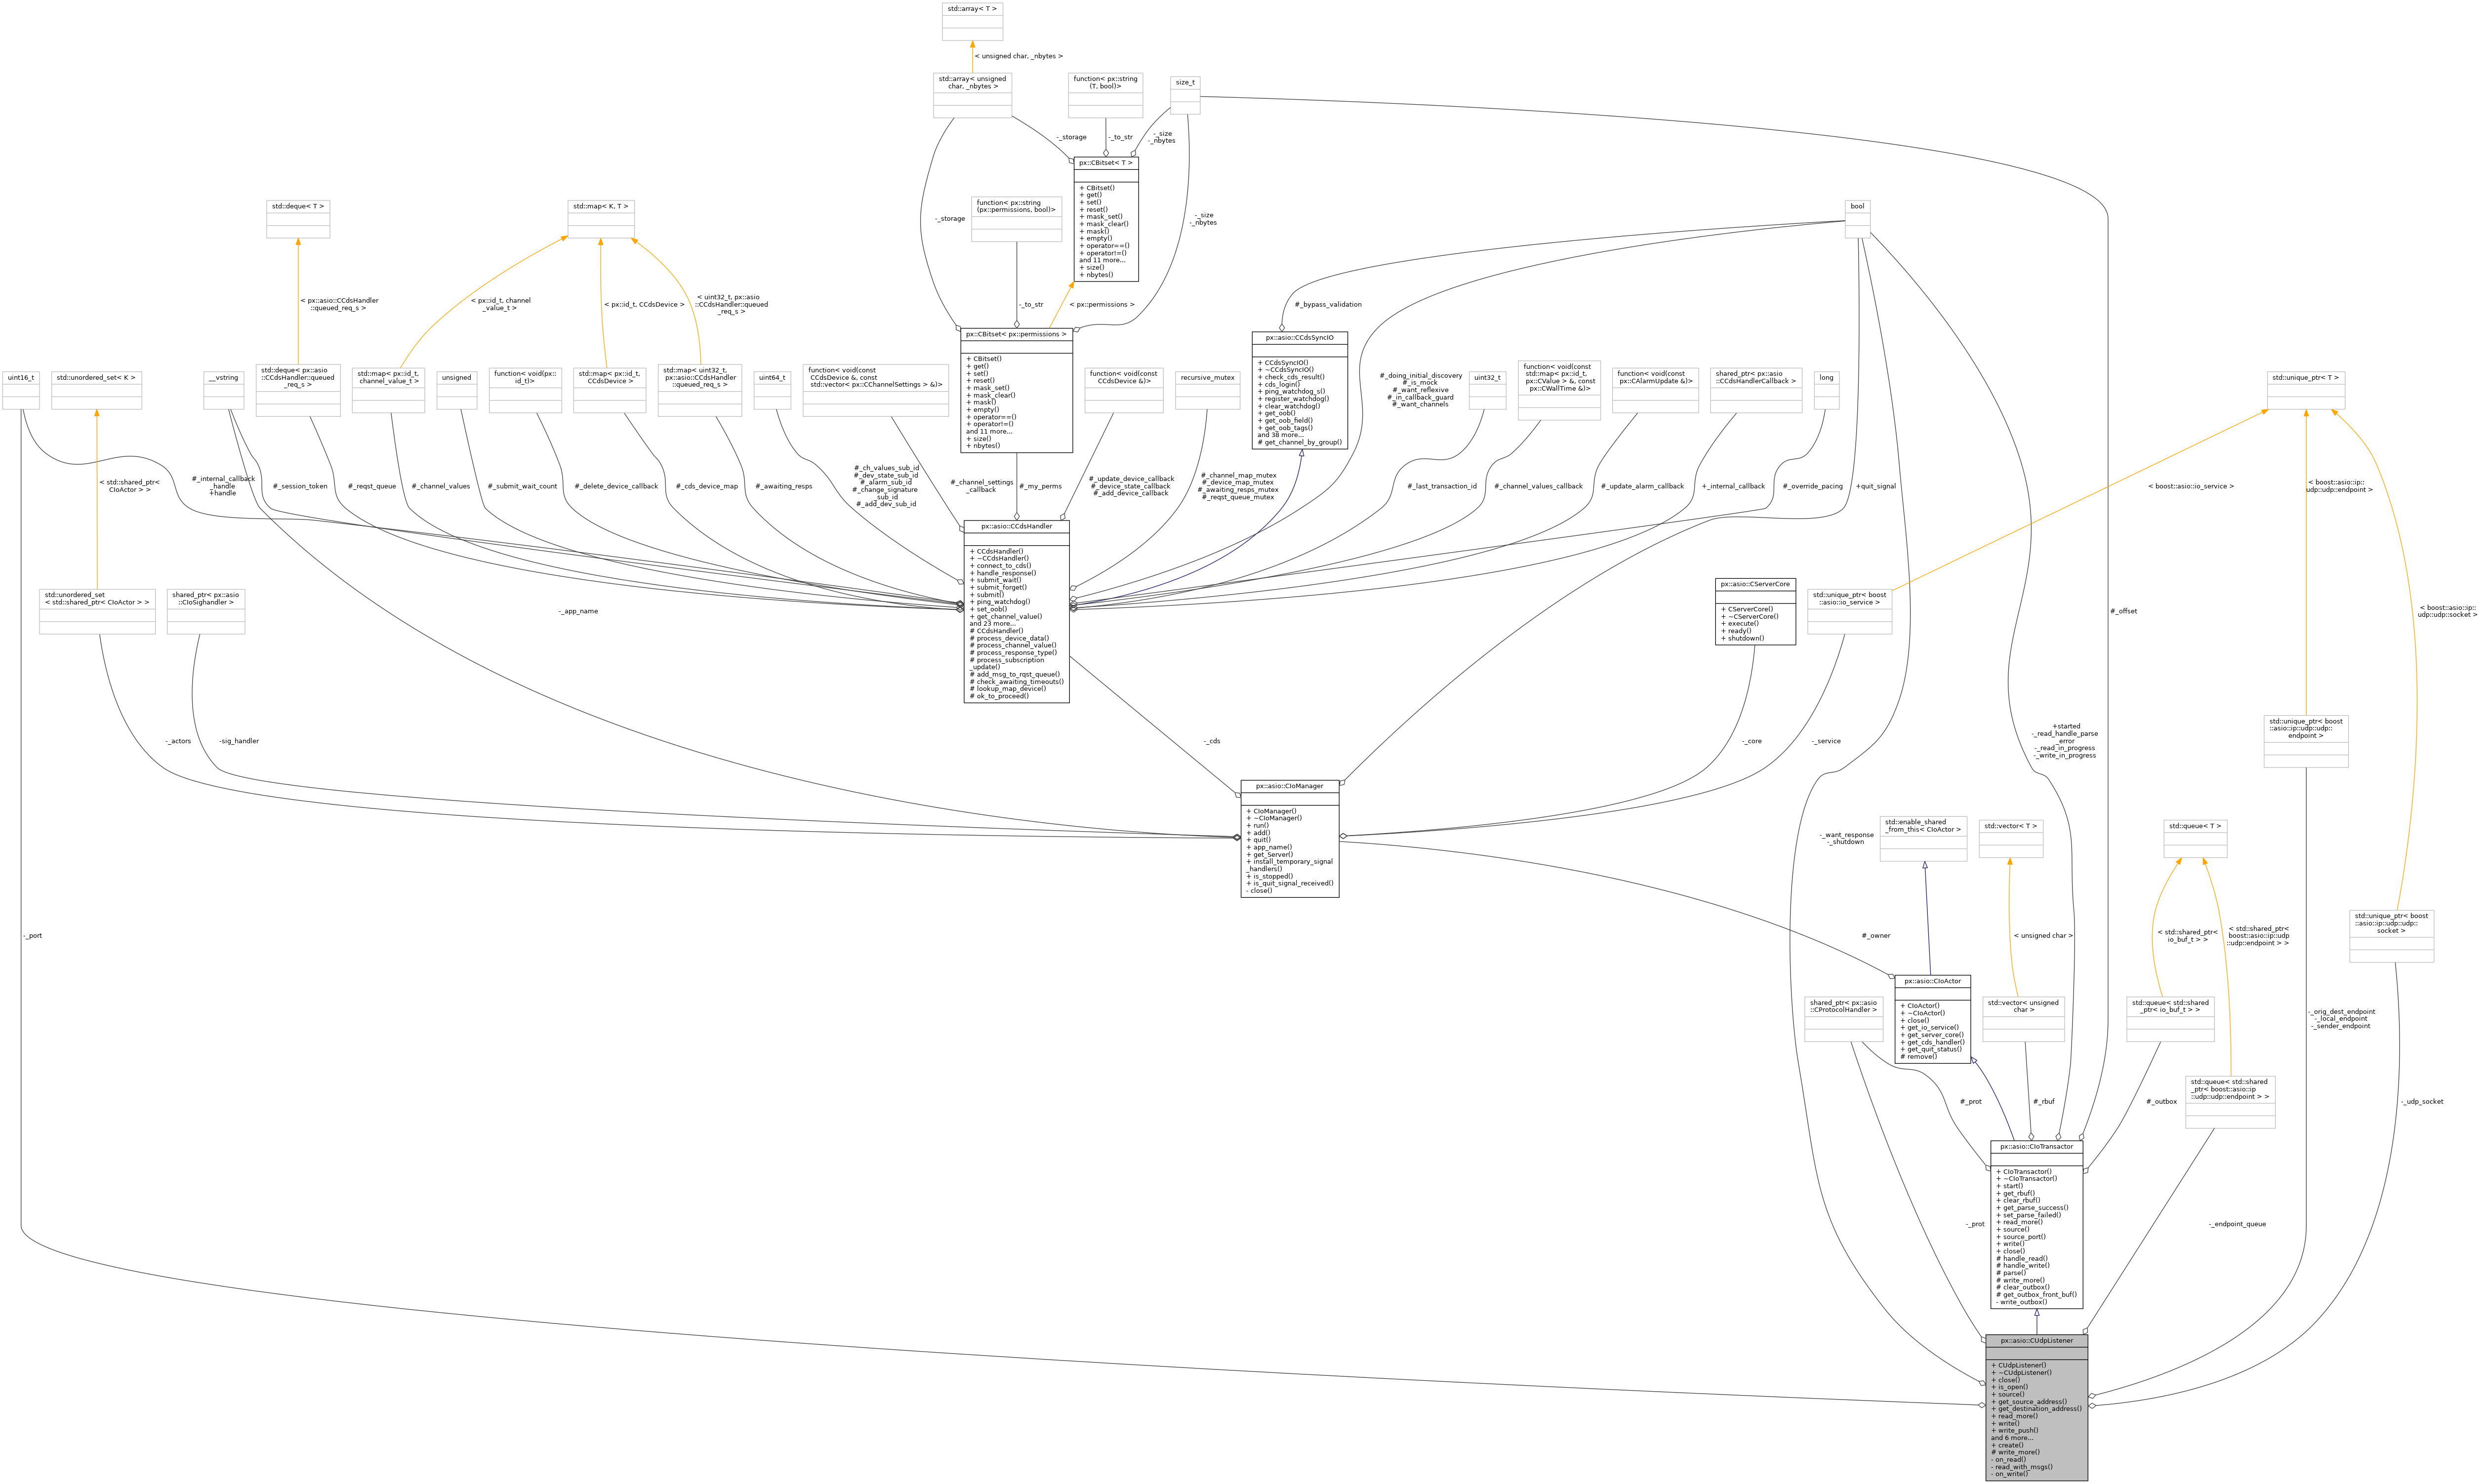 std::array< T >
< unsigned char, _nbytes >
std::array< unsigned
char, _nbytes >
function< px::string
(T, bool)>
size_t
-_storage
-_to_str
-_size
-_nbytes
px::CBitset< T >
+ CBitset()
+ get()
+ set()
+ reset()
+ mask_set()
+ mask_clear()
+ mask()
+ empty()
+ operator==()
+ operator!=()
and 11 more...
+ size()
+ nbytes()
std::deque< T >
std::map< K, T >
function< px::string
(px::permissions, bool)>
bool
-_storage
-_size
-_nbytes
< px::asio::CCdsHandler
::queued_req_s >
< px::id_t, channel
_value_t >
< px::id_t, CCdsDevice >
< uint32_t, px::asio
::CCdsHandler::queued
_req_s >
-_to_str
< px::permissions >
#_bypass_validation
px::CBitset< px::permissions >
+ CBitset()
+ get()
+ set()
+ reset()
+ mask_set()
+ mask_clear()
+ mask()
+ empty()
+ operator==()
+ operator!=()
and 11 more...
+ size()
+ nbytes()
px::asio::CCdsSyncIO
+ CCdsSyncIO()
+ ~CCdsSyncIO()
+ check_cds_result()
+ cds_login()
+ ping_watchdog_s()
+ register_watchdog()
+ clear_watchdog()
+ get_oob()
+ get_oob_field()
+ get_oob_tags()
and 38 more...
# get_channel_by_group()
uint16_t
std::unordered_set< K >
__vstring
std::deque< px::asio
::CCdsHandler::queued
_req_s >
std::map< px::id_t,
channel_value_t >
unsigned
function< void(px::
id_t)>
std::map< px::id_t,
CCdsDevice >
std::map< uint32_t,
px::asio::CCdsHandler
::queued_req_s >
uint64_t
function< void(const
CCdsDevice &, const
std::vector< px::CChannelSettings > &)>
function< void(const
CCdsDevice &)>
recursive_mutex
#_doing_initial_discovery
#_is_mock
#_want_reflexive
#_in_callback_guard
#_want_channels
uint32_t
function< void(const
std::map< px::id_t,
px::CValue > &, const
px::CWallTime &)>
function< void(const
px::CAlarmUpdate &)>
shared_ptr< px::asio
::CCdsHandlerCallback >
long
std::unique_ptr< T >
< std::shared_ptr<
CIoActor > >
#_internal_callback
_handle
+handle
#_session_token
#_reqst_queue
#_channel_values
#_submit_wait_count
#_delete_device_callback
#_cds_device_map
#_awaiting_resps
#_ch_values_sub_id
#_dev_state_sub_id
#_alarm_sub_id
#_change_signature
_sub_id
#_add_dev_sub_id
#_channel_settings
_callback
#_my_perms
#_update_device_callback
#_device_state_callback
#_add_device_callback
#_channel_map_mutex
#_device_map_mutex
#_awaiting_resps_mutex
#_reqst_queue_mutex
#_last_transaction_id
#_channel_values_callback
#_update_alarm_callback
+_internal_callback
#_override_pacing
+quit_signal
< boost::asio::io_service >
< boost::asio::ip::
udp::udp::endpoint >
px::asio::CCdsHandler
+ CCdsHandler()
+ ~CCdsHandler()
+ connect_to_cds()
+ handle_response()
+ submit_wait()
+ submit_forget()
+ submit()
+ ping_watchdog()
+ set_oob()
+ get_channel_value()
and 23 more...
# CCdsHandler()
# process_device_data()
# process_channel_value()
# process_response_type()
# process_subscription
_update()
# add_msg_to_rqst_queue()
# check_awaiting_timeouts()
# lookup_map_device()
# ok_to_proceed()
std::unordered_set
< std::shared_ptr< CIoActor > >
shared_ptr< px::asio
::CIoSighandler >
-_app_name
px::asio::CServerCore
+ CServerCore()
+ ~CServerCore()
+ execute()
+ ready()
+ shutdown()
std::unique_ptr< boost
::asio::io_service >
#_offset
< boost::asio::ip::
udp::udp::socket >
-_actors
-sig_handler
-_cds
-_core
-_service
+started
-_read_handle_parse
_error
-_read_in_progress
-_write_in_progress
std::unique_ptr< boost
::asio::ip::udp::udp::
endpoint >
px::asio::CIoManager
+ CIoManager()
+ ~CIoManager()
+ run()
+ add()
+ quit()
+ app_name()
+ get_Server()
+ install_temporary_signal
_handlers()
+ is_stopped()
+ is_quit_signal_received()
- close()
-_want_response
-_shutdown
std::enable_shared
_from_this< CIoActor >
std::vector< T >
std::queue< T >
-_port
#_owner
< unsigned char >
< std::shared_ptr<
io_buf_t > >
< std::shared_ptr<
boost::asio::ip::udp
::udp::endpoint > >
std::unique_ptr< boost
::asio::ip::udp::udp::
socket >
shared_ptr< px::asio
::CProtocolHandler >
px::asio::CIoActor
+ CIoActor()
+ ~CIoActor()
+ close()
+ get_io_service()
+ get_server_core()
+ get_cds_handler()
+ get_quit_status()
# remove()
std::vector< unsigned
char >
std::queue< std::shared
_ptr< io_buf_t > >
-_orig_dest_endpoint
-_local_endpoint
-_sender_endpoint
std::queue< std::shared
_ptr< boost::asio::ip
::udp::udp::endpoint > >
#_prot
#_rbuf
#_outbox
-_udp_socket
px::asio::CIoTransactor
+ CIoTransactor()
+ ~CIoTransactor()
+ start()
+ get_rbuf()
+ clear_rbuf()
+ get_parse_success()
+ set_parse_failed()
+ read_more()
+ source()
+ source_port()
+ write()
+ close()
# handle_read()
# handle_write()
# parse()
# write_more()
# clear_outbox()
# get_outbox_front_buf()
- write_outbox()
-_prot
-_endpoint_queue
px::asio::CUdpListener
+ CUdpListener()
+ ~CUdpListener()
+ close()
+ is_open()
+ source()
+ get_source_address()
+ get_destination_address()
+ read_more()
+ write()
+ write_push()
and 6 more...
+ create()
# write_more()
- on_read()
- read_with_msgs()
- on_write()